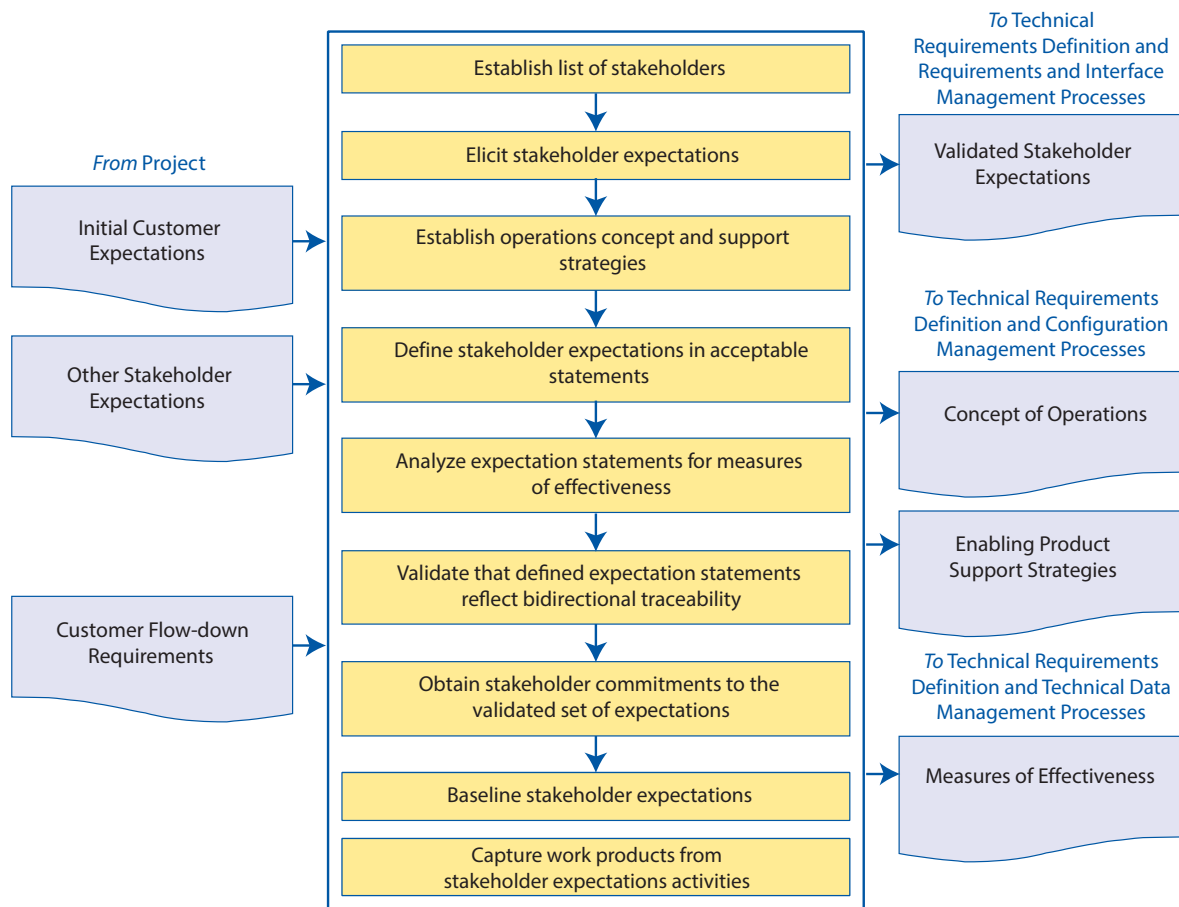 From Project
Initial Customer
Expectations
Other Stakeholder
Expectations
Customer Flow-down
Requirements
Establish list of stakeholders
Elicit stakeholder expectations
Establish operations concept and support
strategies
Define stakeholder expectations in acceptable
statements
Analyze expectation statements for measures
of effectiveness
Validate that defined expectation statements
reflect bidirectional traceability
Obtain stakeholder commitments to the
validated set of expectations
Baseline stakeholder expectations
Capture work products from
stakeholder expectations activities
To Technical
Requirements Definition and
Requirements and Interface
Management Processes
Validated Stakeholder
Expectations
To Technical Requirements
Definition and Configuration
Management Processes
Concept of Operations
Enabling Product
Support Strategies
To Technical Requirements
Definition and Technical Data
Management Processes
Measures of Effectiveness